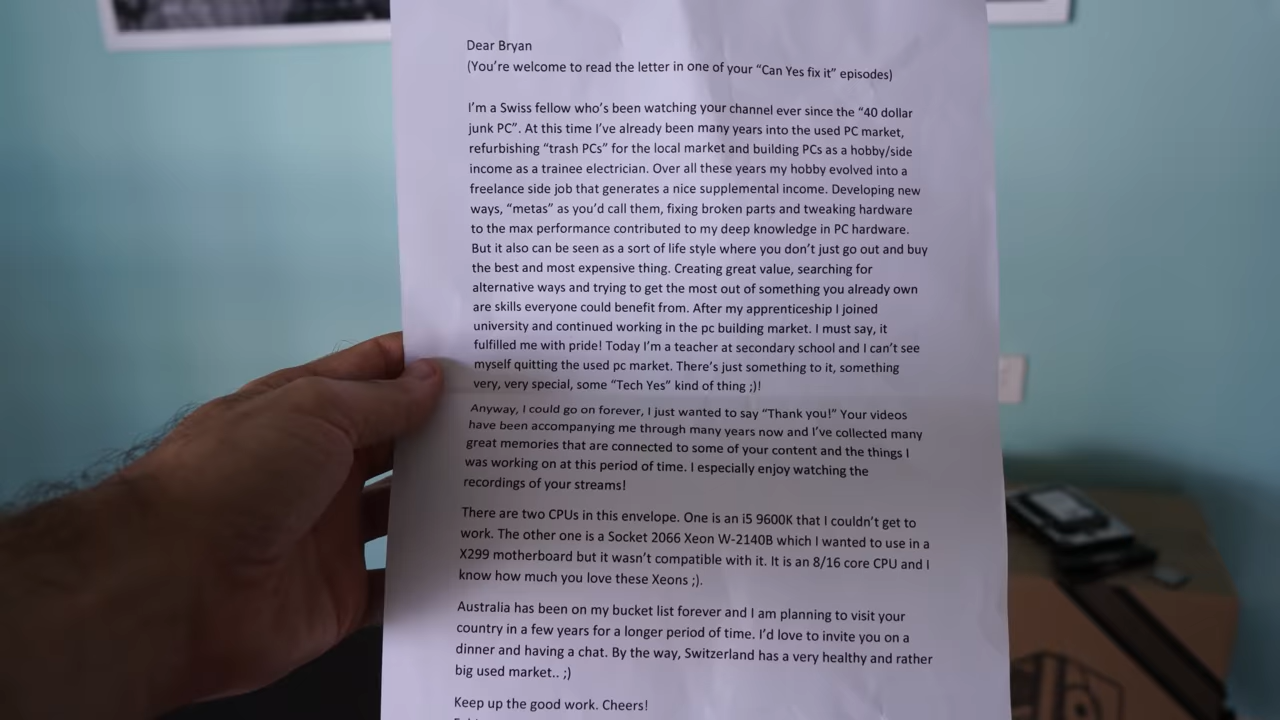 Dear Bryan
(You're welcome to read the letter in one of your “Can Yes fix it” episodes)
I'm a Swiss fellow who's been watching your channel ever since the “40 dollar
junk PC”. At this time I've already been many years into the used PC market,
refurbishing “trash PCs” for the local market and building PCs as a hobby/side
income as a trainee electrician. Over all these years my hobby evolved into a
freelance side job that generates a nice supplemental income. Developing new
ways, “metas” as you'd call them, fixing broken parts and tweaking hardware
to the max performance contributed to my deep knowledge in PC hardware.
But it also can be seen as a sort of life style where you don't just go out and buy
the best and most expensive thing. Creating great value, searching for
alternative ways and trying to get the most out of something you already own
are skills everyone could benefit from. After my apprenticeship I joined
university and continued working in the pc building market. I must say, it
fulfilled me with pride! Today I'm a teacher at secondary school and I can't see
myself quitting the used pc market. There's just something to it, something
very, very special, some “Tech Yes” kind of thing ;)!
Anyway, I could go on forever, I just wanted to say “Thank you!” Your videos
have been accompanying me through many years now and I've collected many
great memories that are connected to some of your content and the things I
was working on at this period of time. I especially enjoy watching the
recordings of your streams!
There are two CPUs in this envelope. One is an i5 9600K that I couldn't get to
work. The other one is a Socket 2066 Xeon W-2140B which I wanted to use in a
X299 motherboard but it wasn't compatible with it. It is an 8/16 core CPU and I
know how much you love these Xeons ;).
Australia has been on my bucket list forever and I am planning to visit your
country in a few years for a longer period of time. I'd love to invite you on a
dinner and having a chat. By the way, Switzerland has a very healthy and rather
big used market.. ;)
Keep up the good work. Cheers!